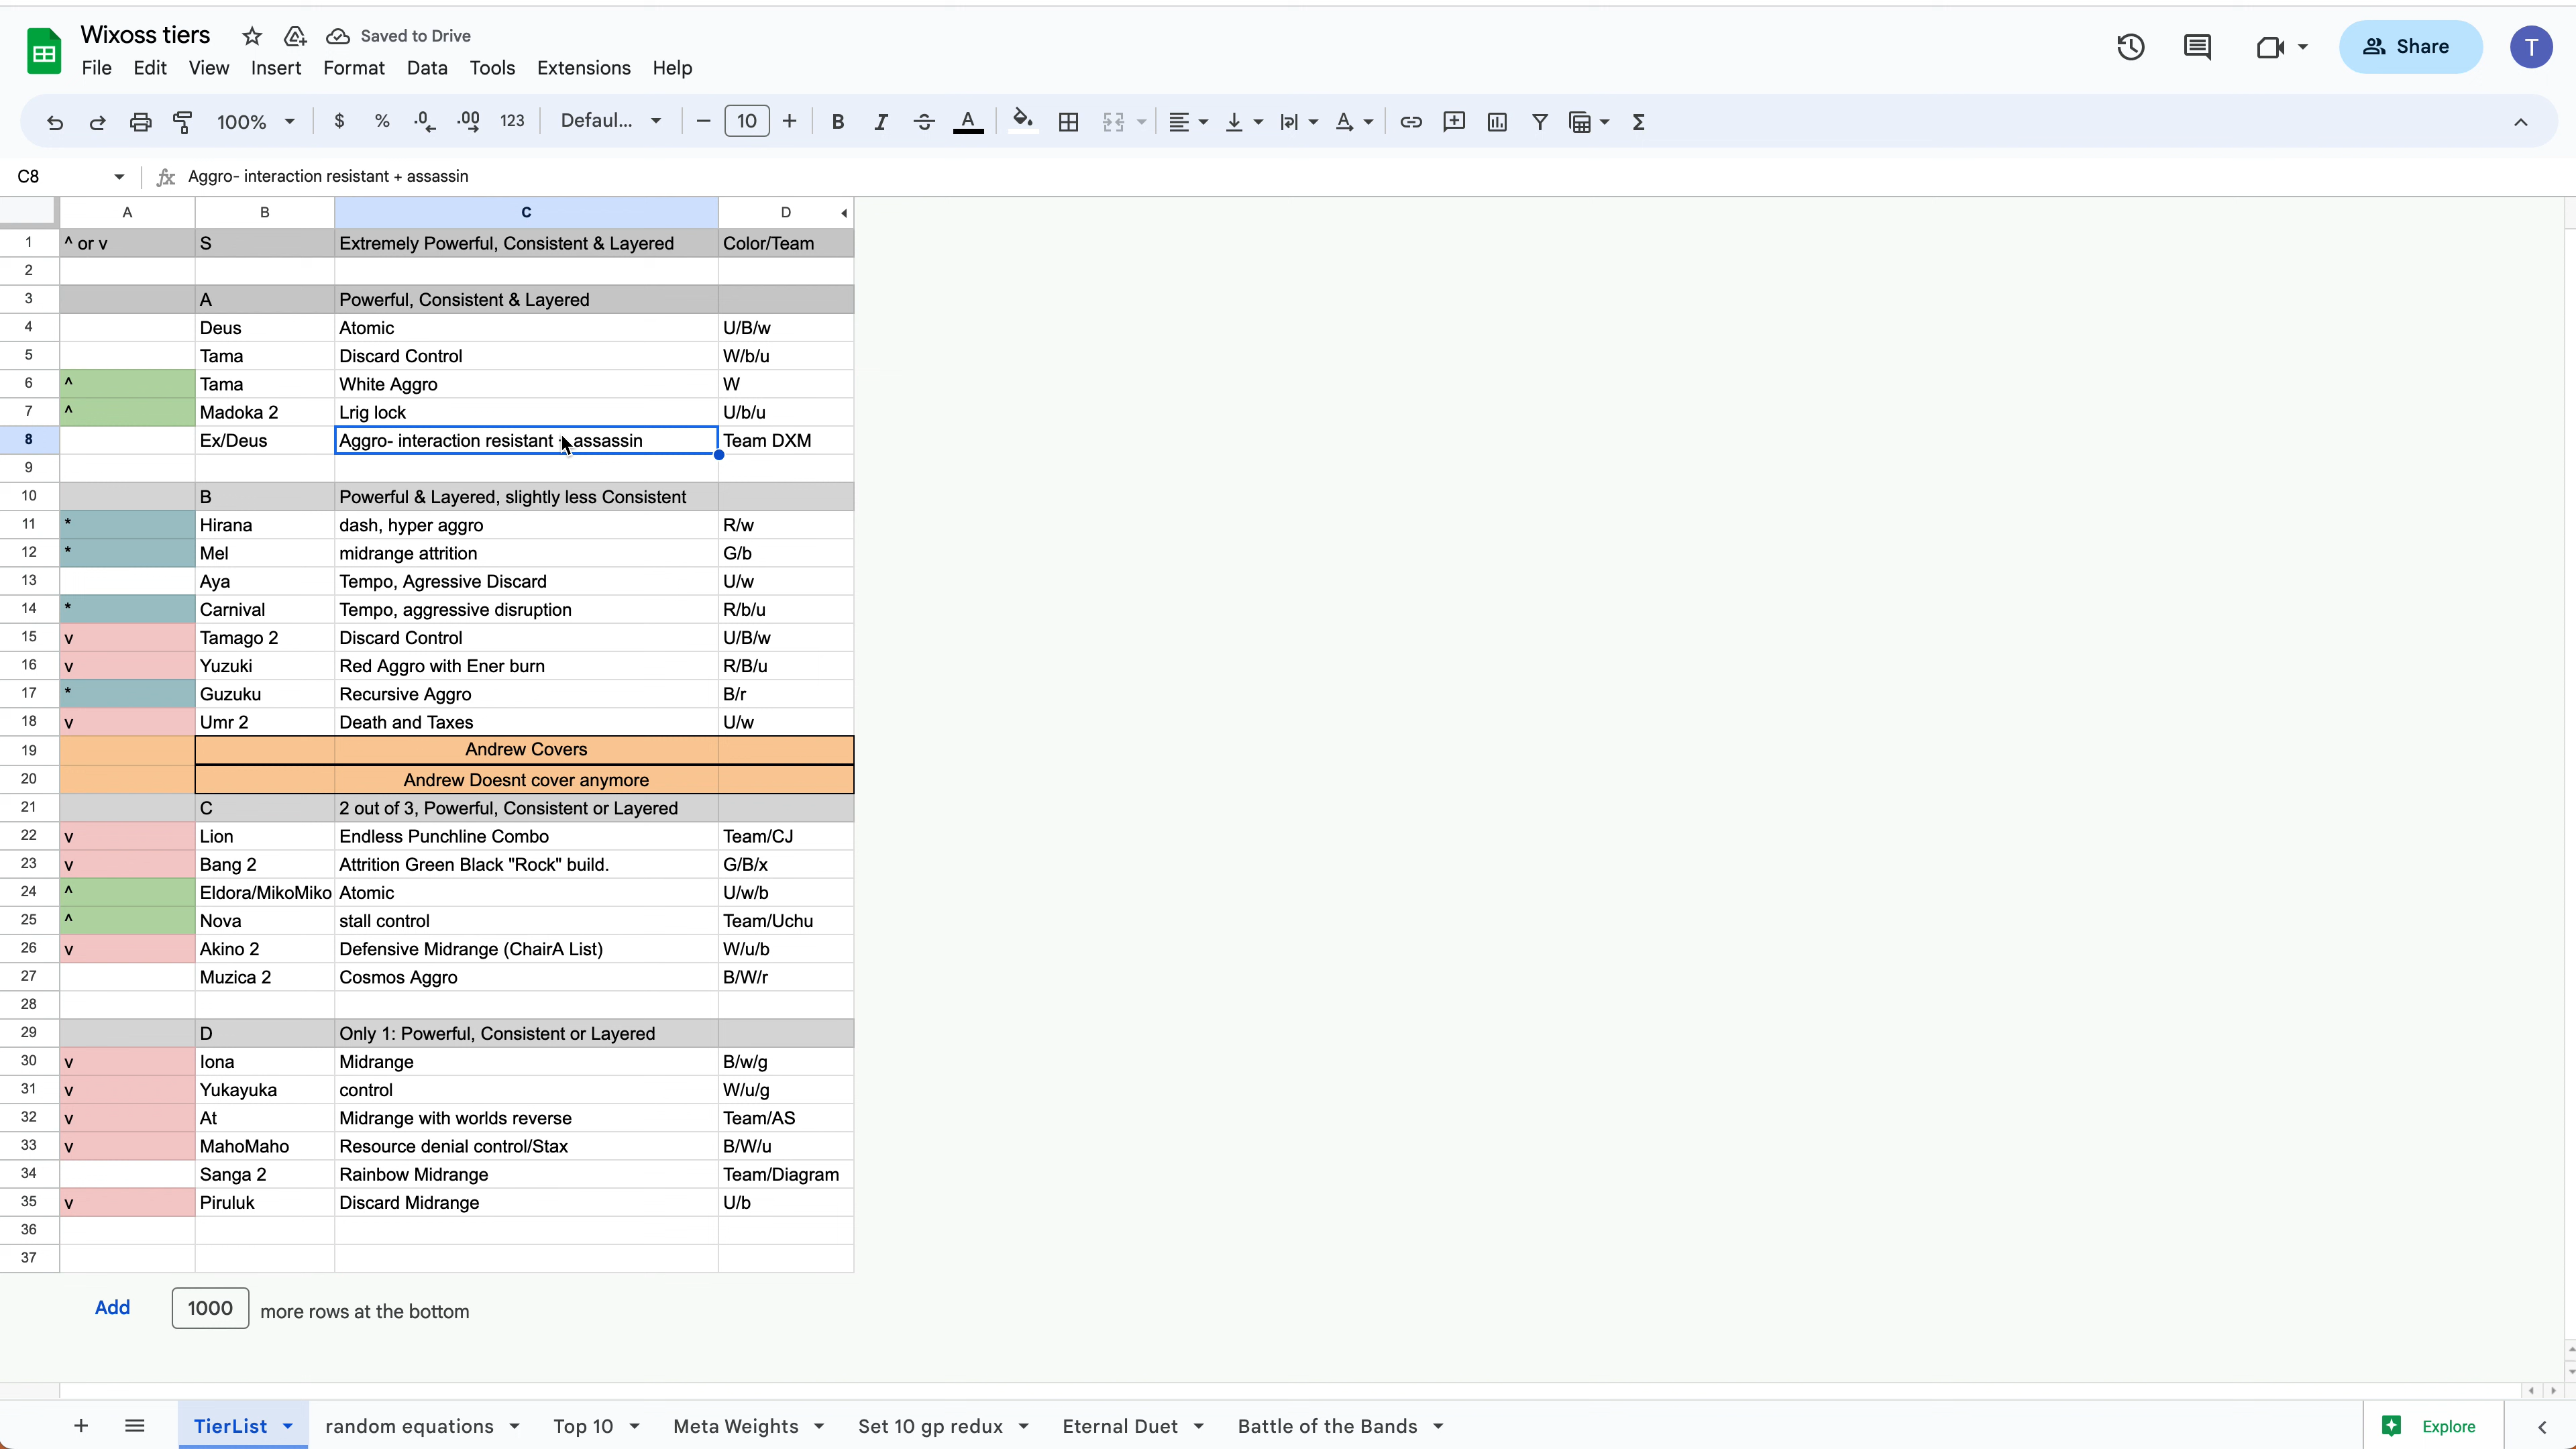 Wixoss tiers Saved to Drive
File Edit View Insert Format Data Tools Extensions Help
Share T
100% $ % .0 .00 123 Defaul... − 10 + B I S A Σ
C8 fx Aggro- interaction resistant + assassin
A B C D
1 ^ or v S Extremely Powerful, Consistent & Layered Color/Team
2
3 A Powerful, Consistent & Layered
4 Deus Atomic U/B/w
5 Tama Discard Control W/b/u
6 ^ Tama White Aggro W
7 ^ Madoka 2 Lrig lock U/b/u
8 Ex/Deus Aggro- interaction resistant assassin Team DXM
9
10 B Powerful & Layered, slightly less Consistent
11 * Hirana dash, hyper aggro R/w
12 * Mel midrange attrition G/b
13 Aya Tempo, Agressive Discard U/w
14 * Carnival Tempo, aggressive disruption R/b/u
15 v Tamago 2 Discard Control U/B/w
16 v Yuzuki Red Aggro with Ener burn R/B/u
17 * Guzuku Recursive Aggro B/r
18 v Umr 2 Death and Taxes U/w
19 Andrew Covers
20 Andrew Doesnt cover anymore
21 C 2 out of 3, Powerful, Consistent or Layered
22 v Lion Endless Punchline Combo Team/CJ
23 v Bang 2 Attrition Green Black "Rock" build. G/B/x
24 ^ Eldora/MikoMiko Atomic U/w/b
25 ^ Nova stall control Team/Uchu
26 v Akino 2 Defensive Midrange (ChairA List) W/u/b
27 Muzica 2 Cosmos Aggro B/W/r
28
29 D Only 1: Powerful, Consistent or Layered
30 v Iona Midrange B/w/g
31 v Yukayuka control W/u/g
32 v At Midrange with worlds reverse Team/AS
33 v MahoMaho Resource denial control/Stax B/W/u
34 Sanga 2 Rainbow Midrange Team/Diagram
35 v Piruluk Discard Midrange U/b
36
37
Add 1000 more rows at the bottom
+ TierList random equations Top 10 Meta Weights Set 10 gp redux Eternal Duet Battle of the Bands Explore